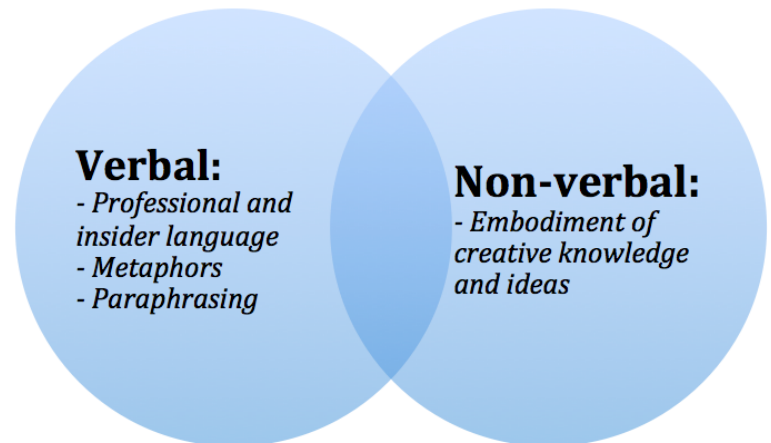 Verbal:
- Professional and
insider language
- Metaphors
- Paraphrasing
Non-verbal:
- Embodiment of
creative knowledge
and ideas